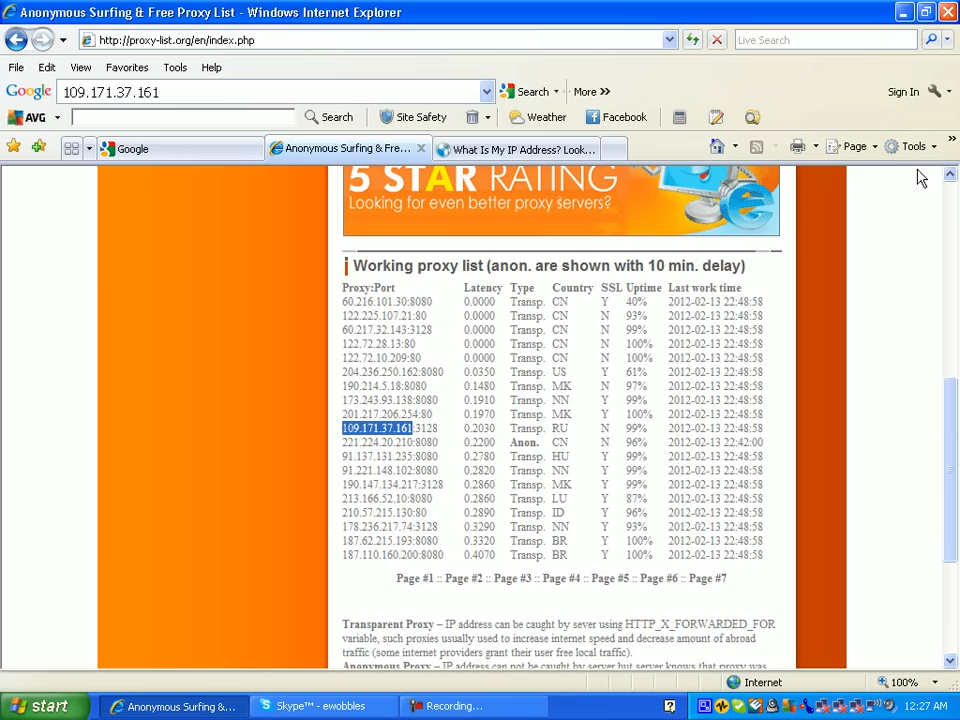 Anonymous Surfing & Free Proxy List - Windows Internet Explorer
http://proxy-list.org/en/index.php
Live Search
File Edit View Favorites Tools Help
Google 109.171.37.161 Search More >> Sign In
AVG Search Site Safety Weather Facebook
Google Anonymous Surfing & Fre... What Is My IP Address? Look... Page Tools
5 STAR RATING
Looking for even better proxy servers?
Working proxy list (anon. are shown with 10 min. delay)
Proxy:Port Latency Type Country SSL Uptime Last work time
60.216.101.30:8080 0.0000 Transp. CN Y 40% 2012-02-13 22:48:58
122.225.107.21:80 0.0000 Transp. CN N 93% 2012-02-13 22:48:58
60.217.32.143:3128 0.0000 Transp. CN N 99% 2012-02-13 22:48:58
122.72.28.13:80 0.0000 Transp. CN N 100% 2012-02-13 22:48:58
122.72.10.209:80 0.0000 Transp. CN N 100% 2012-02-13 22:48:58
204.236.250.162:8080 0.0350 Transp. US Y 61% 2012-02-13 22:48:58
190.214.5.18:8080 0.1480 Transp. MK N 97% 2012-02-13 22:48:58
173.243.93.138:8080 0.1910 Transp. NN Y 99% 2012-02-13 22:48:58
201.217.206.254:80 0.1970 Transp. MK Y 100% 2012-02-13 22:48:58
109.171.37.161:3128 0.2030 Transp. RU N 99% 2012-02-13 22:48:58
221.224.20.210:8080 0.2200 Anon. CN N 96% 2012-02-13 22:42:00
91.137.131.235:8080 0.2780 Transp. HU Y 99% 2012-02-13 22:48:58
91.221.148.102:8080 0.2820 Transp. NN Y 99% 2012-02-13 22:48:58
190.147.134.217:3128 0.2860 Transp. MK Y 99% 2012-02-13 22:48:58
213.166.52.10:8080 0.2860 Transp. LU Y 87% 2012-02-13 22:48:58
210.57.215.130:80 0.2890 Transp. ID Y 96% 2012-02-13 22:48:58
178.236.217.74:3128 0.3290 Transp. NN Y 93% 2012-02-13 22:48:58
187.62.215.193:8080 0.3320 Transp. BR Y 100% 2012-02-13 22:48:58
187.110.160.200:8080 0.4070 Transp. BR Y 100% 2012-02-13 22:48:58
Page #1 :: Page #2 :: Page #3 :: Page #4 :: Page #5 :: Page #6 :: Page #7
Transparent Proxy – IP address can be caught by sever using HTTP_X_FORWARDED_FOR
variable, such proxies usually used to increase internet speed and decrease amount of abroad
traffic (some internet providers grant their user free local traffic).
Anonymous Proxy – IP address can not be caught by server but server knows that proxy was
Internet 100%
start Anonymous Surfing &... Skype™ - ewobbles Recording... 12:27 AM